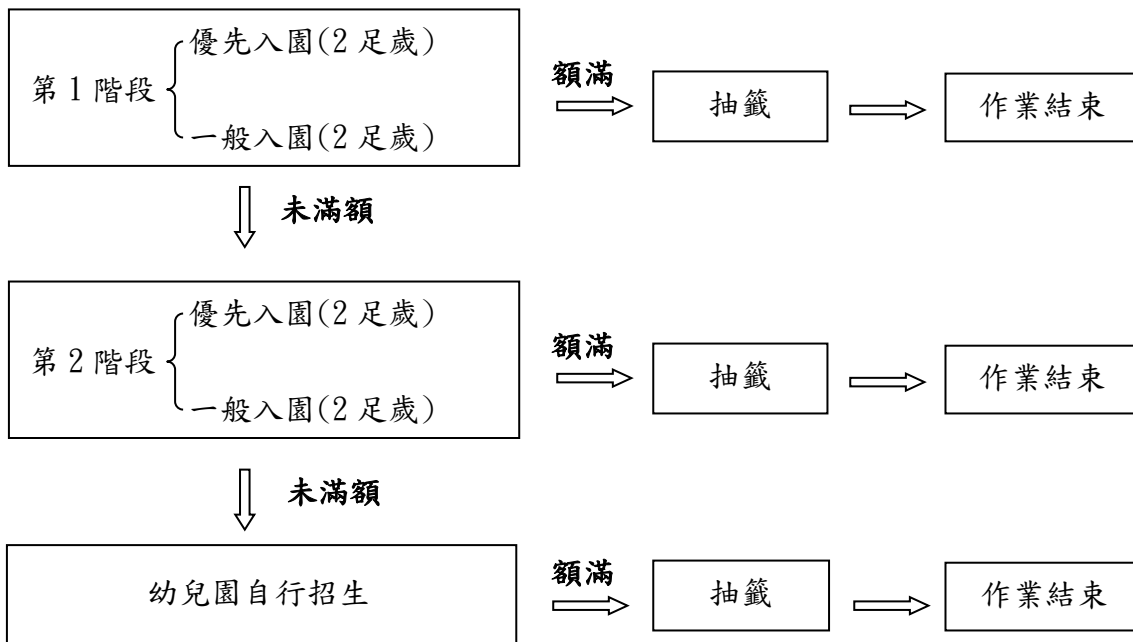 優先入園(2 足歲)
第 1 階段
一般入園(2 足歲)
額滿
抽籤
作業結束
未滿額
優先入園(2 足歲)
第 2 階段
一般入園(2 足歲)
額滿
抽籤
作業結束
未滿額
幼兒園自行招生
額滿
抽籤
作業結束